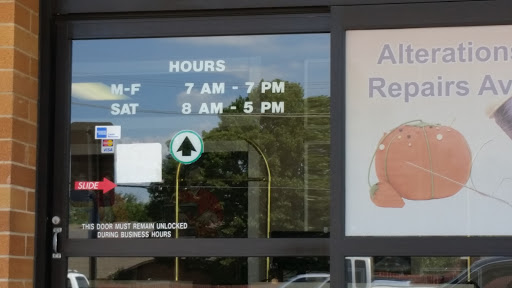 HOURS
M-F 7 AM - 7 PM
SAT 8 AM - 5 PM
VISA
SLIDE
THIS DOOR MUST REMAIN UNLOCKED
DURING BUSINESS HOURS
Alterations
Repairs Av